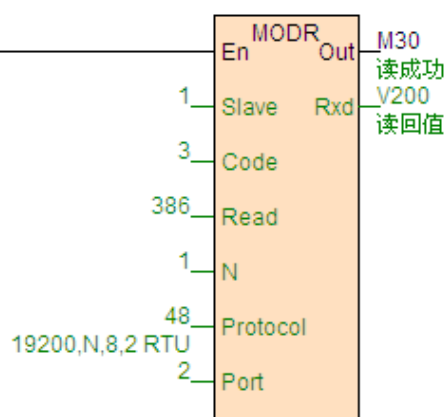 MODR
En Out M30
读成功
1 Slave Rxd V200
读回值
3 Code
386 Read
1 N
48 Protocol
19200,N,8,2 RTU
2 Port